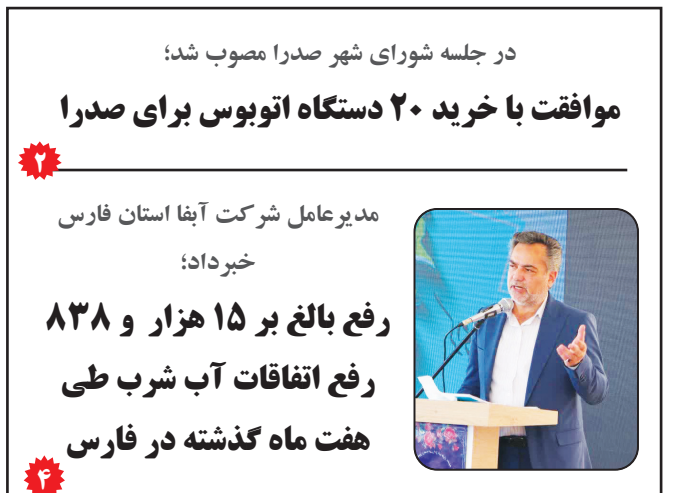 در جلسه شورای شهر صدرا مصوب شد؛
موافقت با خرید ۲۰ دستگاه اتوبوس برای صدرا
۲
مدیرعامل شرکت آبفا استان فارس
خبرداد؛
رفع بالغ بر ۱۵ هزار و ۸۳۸
رفع اتفاقات آب شرب طی
هفت ماه گذشته در فارس
۴